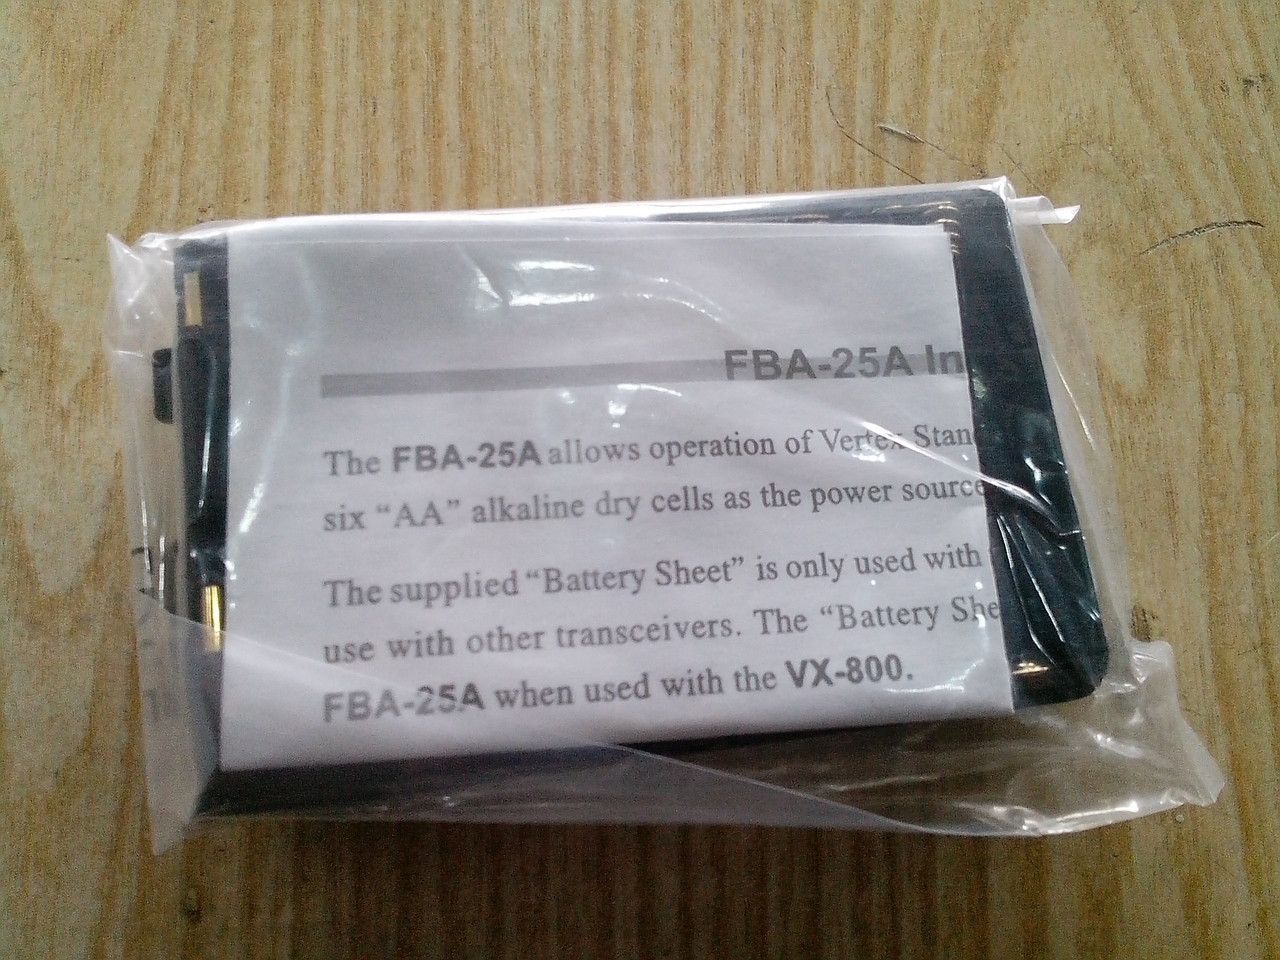 FBA-25A In
The FBA-25A allows operation of Vertex Stan
six “AA” alkaline dry cells as the power source
The supplied “Battery Sheet” is only used with
use with other transceivers. The “Battery She
FBA-25A when used with the VX-800.